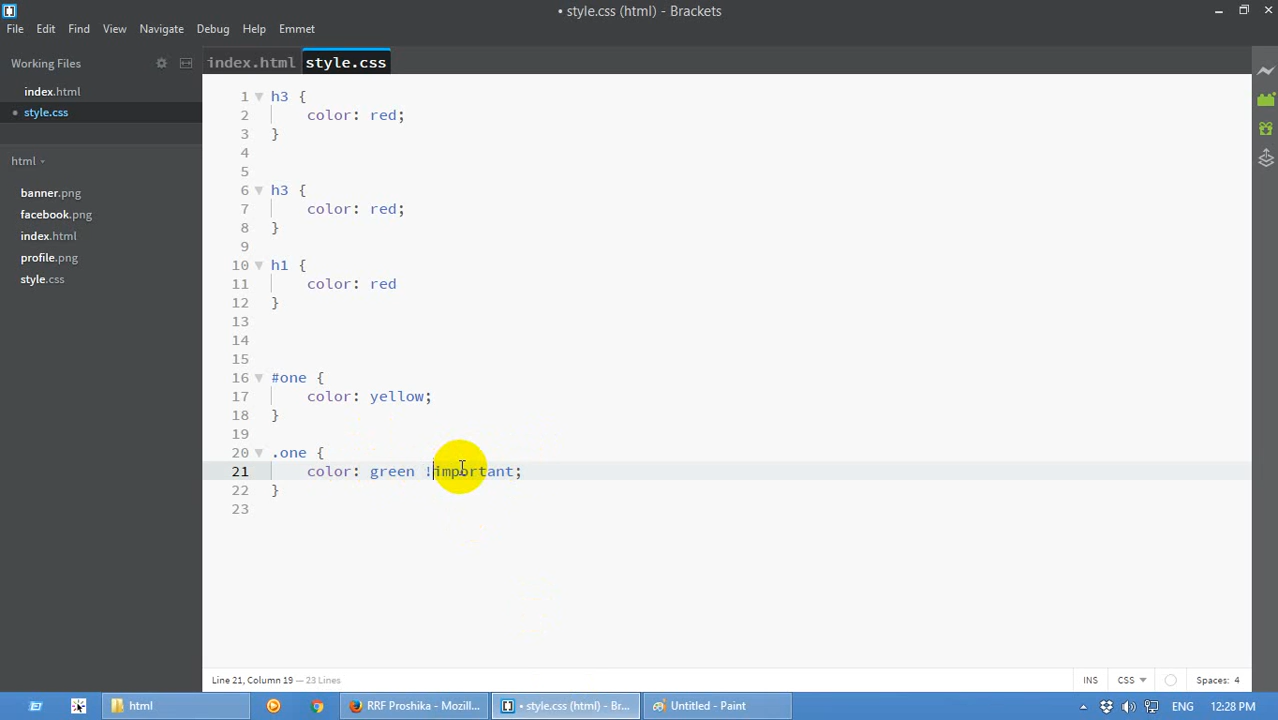 • style.css (html) - Brackets
File Edit Find View Navigate Debug Help Emmet
Working Files
index.html
style.css
html
banner.png
facebook.png
index.html
profile.png
style.css
index.html style.css
1 h3 {
2 color: red;
3 }
4
5
6 h3 {
7 color: red;
8 }
9
10 h1 {
11 color: red
12 }
13
14
15
16 #one {
17 color: yellow;
18 }
19
20 .one {
21 color: green !important;
22 }
23
Line 21, Column 19 — 23 Lines
INS CSS Spaces: 4
html
RRF Proshika - Mozill...
• style.css (html) - Br...
Untitled - Paint
ENG 12:28 PM